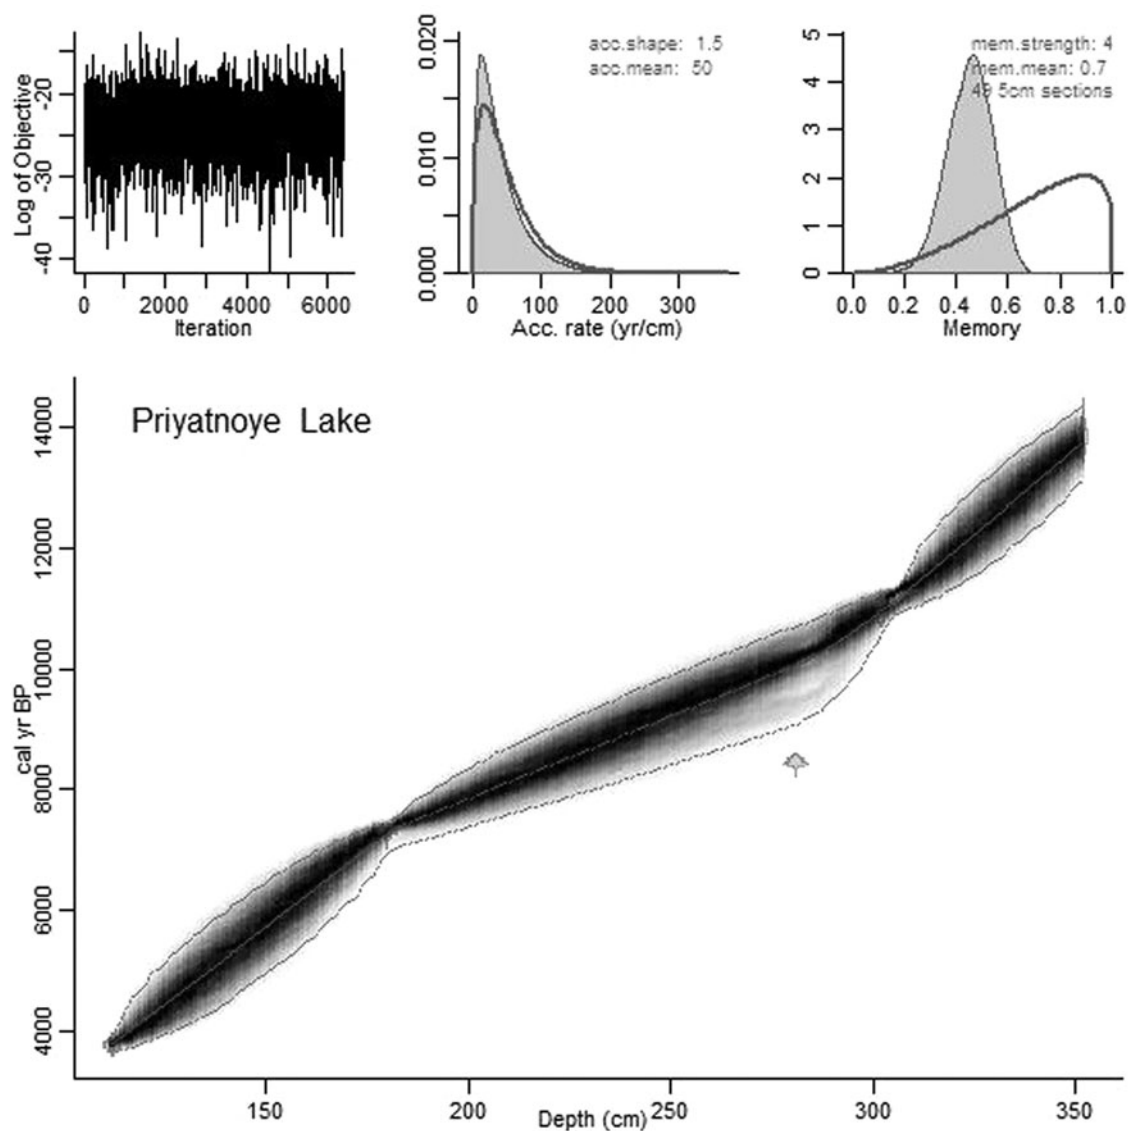 Log of Objective
-20
-30
-40
0 2000 4000 6000
Iteration
0.020
0.010
0.000
acc.shape: 1.5
acc.mean: 50
0 100 200 300
Acc. rate (yr/cm)
5
4
3
2
1
0
mem.strength: 4
mem.mean: 0.7
49 5cm sections
0.0 0.2 0.4 0.6 0.8 1.0
Memory
Priyatnoye Lake
cal yr BP
14000
12000
10000
8000
6000
4000
150 200 250 300 350
Depth (cm)